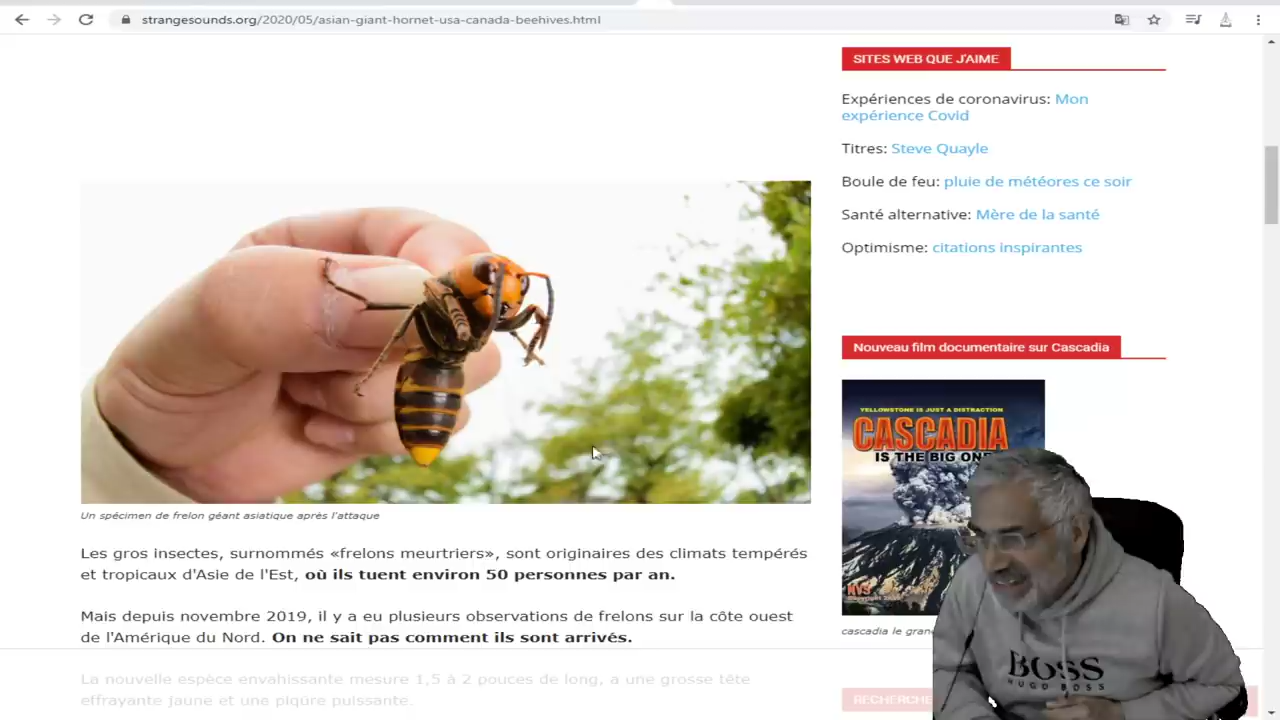 strangesounds.org/2020/05/asian-giant-hornet-usa-canada-beehives.html
Un spécimen de frelon géant asiatique après l'attaque
Les gros insectes, surnommés «frelons meurtriers», sont originaires des climats tempérés
et tropicaux d'Asie de l'Est, où ils tuent environ 50 personnes par an.
Mais depuis novembre 2019, il y a eu plusieurs observations de frelons sur la côte ouest
de l'Amérique du Nord. On ne sait pas comment ils sont arrivés.
La nouvelle espèce envahissante mesure 1,5 à 2 pouces de long, a une grosse tête
effrayante jaune et une piqûre puissante.
SITES WEB QUE J'AIME
Expériences de coronavirus: Mon
expérience Covid
Titres: Steve Quayle
Boule de feu: pluie de météores ce soir
Santé alternative: Mère de la santé
Optimisme: citations inspirantes
Nouveau film documentaire sur Cascadia
YELLOWSTONE IS JUST A DISTRACTION
CASCADIA
IS THE BIG ONE
cascadia le
BOSS
HUGO BOSS